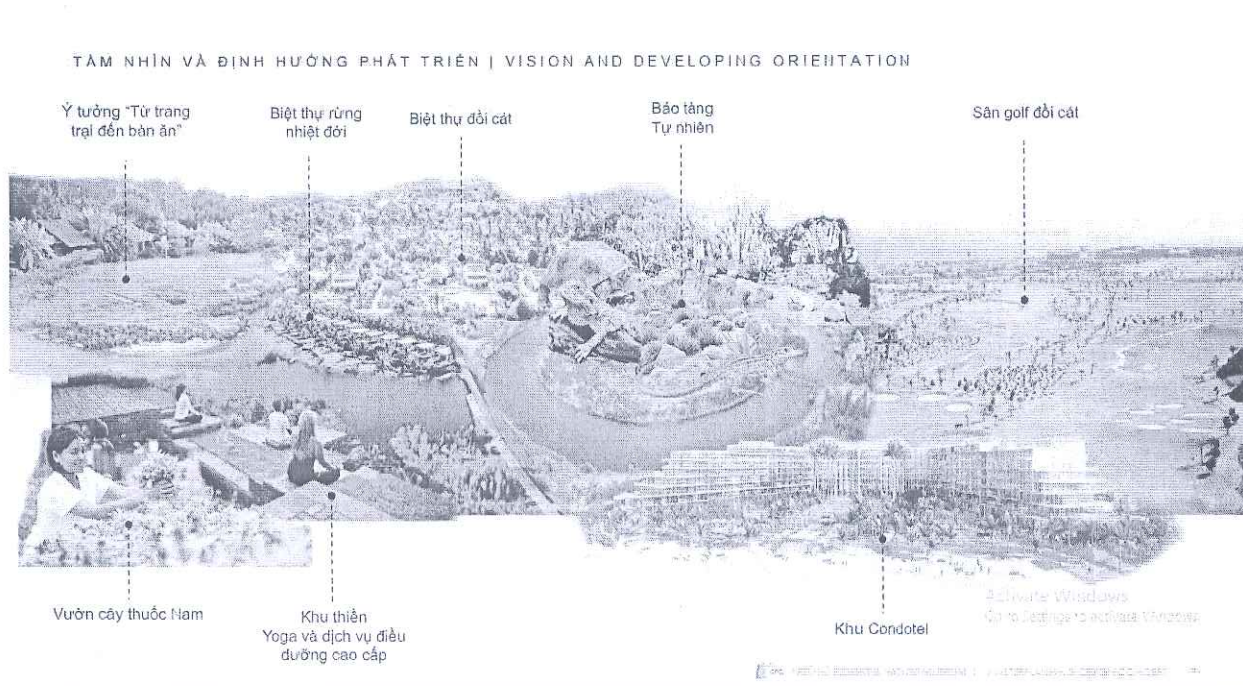 TẦM NHÌN VÀ ĐỊNH HƯỚNG PHÁT TRIỂN | VISION AND DEVELOPING ORIENTATION
Ý tưởng "Từ trang
trại đến bàn ăn"
Biệt thự rừng
nhiệt đới
Biệt thự đồi cát
Bảo tàng
Tự nhiên
Sân golf đồi cát
Vườn cây thuốc Nam
Khu thiền
Yoga và dịch vụ điều
dưỡng cao cấp
Khu Condotel
Activate Windows
Go to Settings to activate Windows.